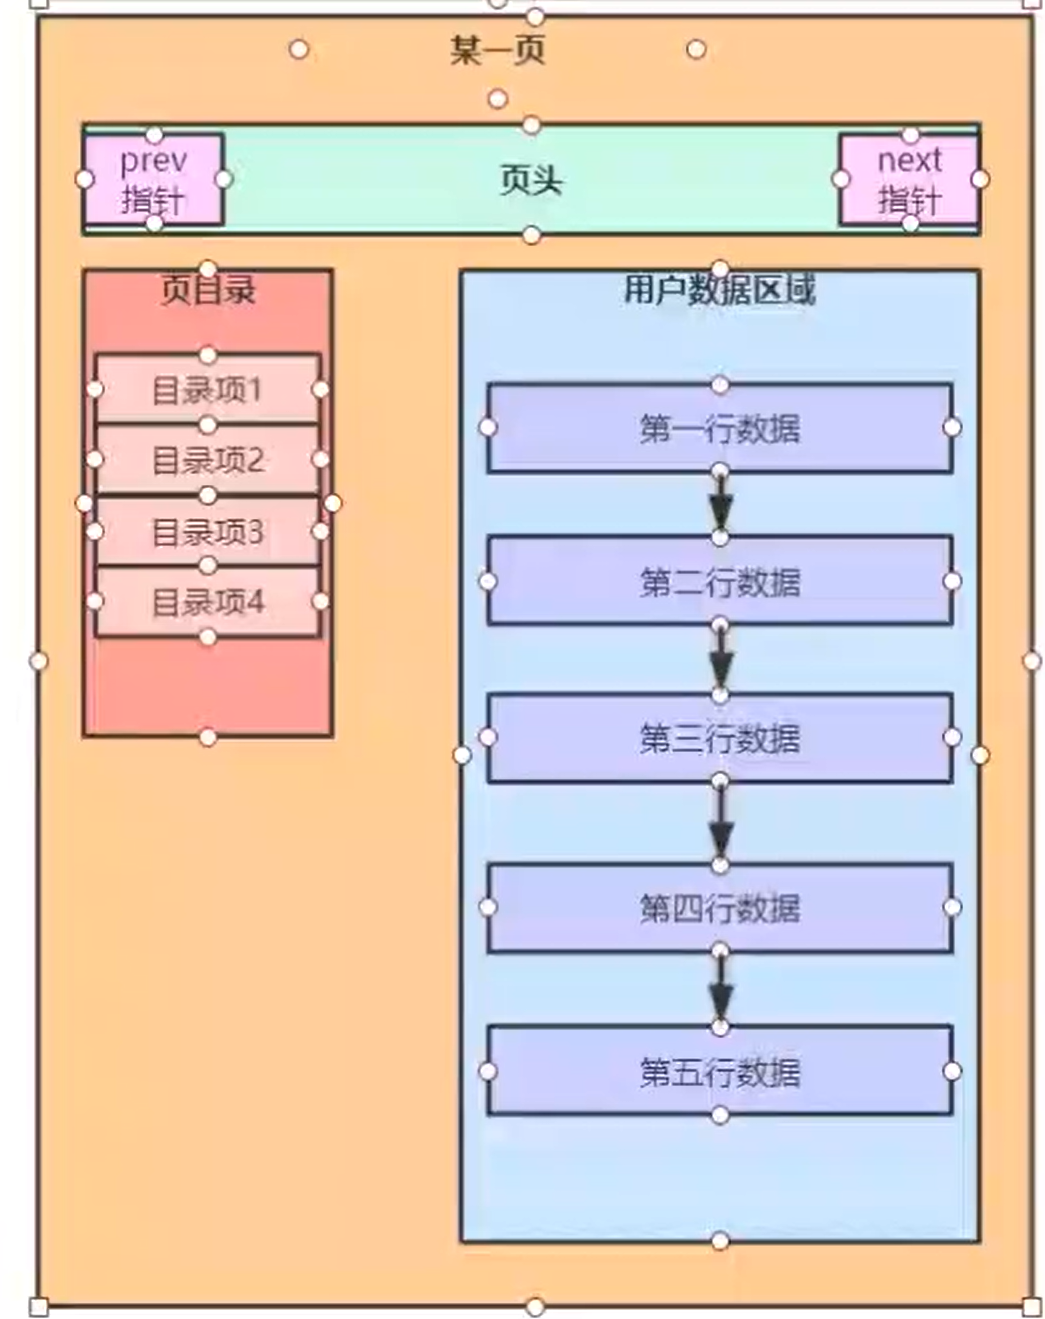 某一页
prev
指针
页头
next
指针
页目录
目录项1
目录项2
目录项3
目录项4
用户数据区域
第一行数据
第二行数据
第三行数据
第四行数据
第五行数据